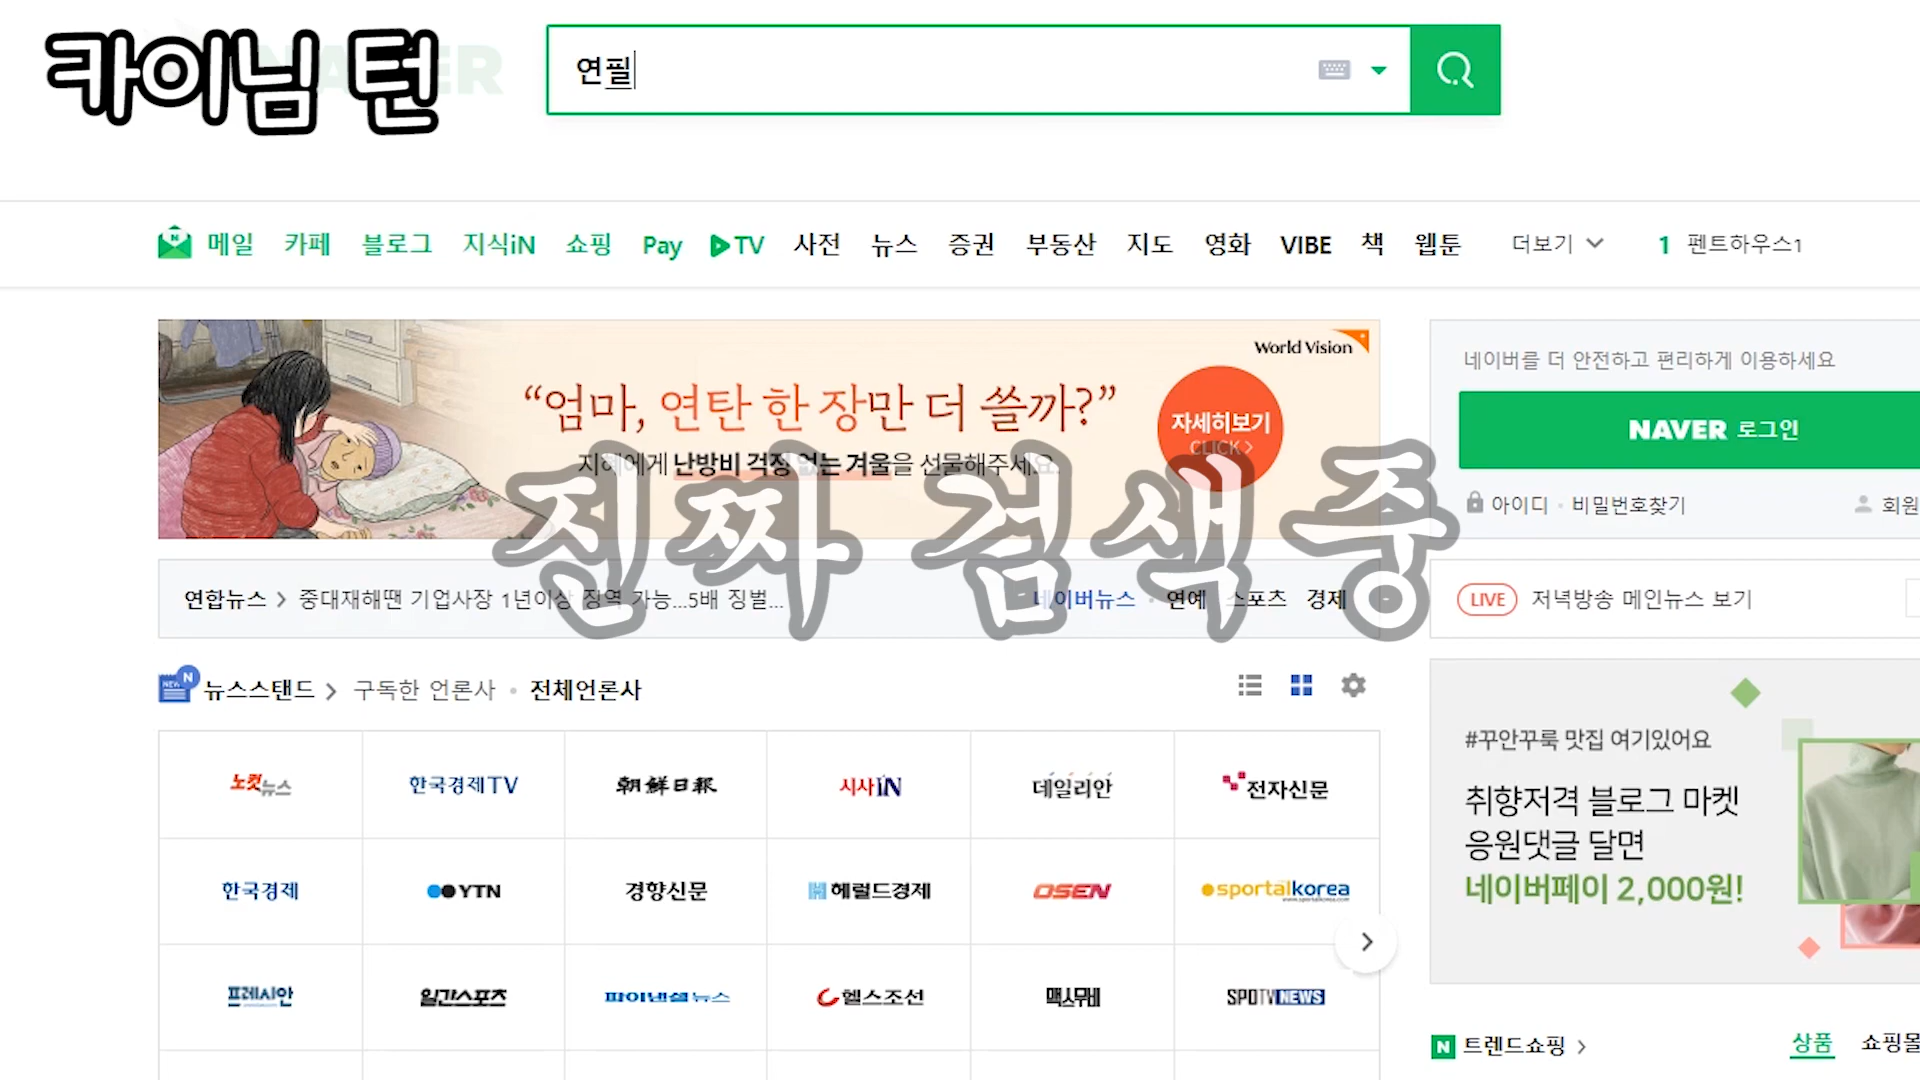 카이님 턴
NAVER
연필
메일 카페 블로그 지식iN 쇼핑 Pay TV 사전 뉴스 증권 부동산 지도 영화 VIBE 책 웹툰 더보기 1 펜트하우스1
World Vision
“엄마, 연탄 한 장만 더 쓸까?”
지혜에게 난방비 걱정 없는 겨울을 선물해주세요.
자세히보기
CLICK >
네이버를 더 안전하고 편리하게 이용하세요
NAVER 로그인
아이디 · 비밀번호찾기 회원
진짜 검색중
연합뉴스 > 중대재해땐 기업사장 1년이상 징역 가능...5배 징벌...
네이버뉴스 · 연예 스포츠 경제
LIVE 저녁방송 메인뉴스 보기
뉴스스탠드 > 구독한 언론사 · 전체언론사
노컷뉴스 한국경제TV 朝鮮日報 시사IN 데일리안 전자신문
한국경제 YTN 경향신문 헤럴드경제 OSEN sportalkorea
www.sportalkorea.com
프레시안 일간스포츠 파이낸셜뉴스 헬스조선 맥스무비 SPOTV NEWS
#꾸안꾸룩 맛집 여기있어요
취향저격 블로그 마켓
응원댓글 달면
네이버페이 2,000원!
N 트렌드쇼핑 > 상품 쇼핑몰